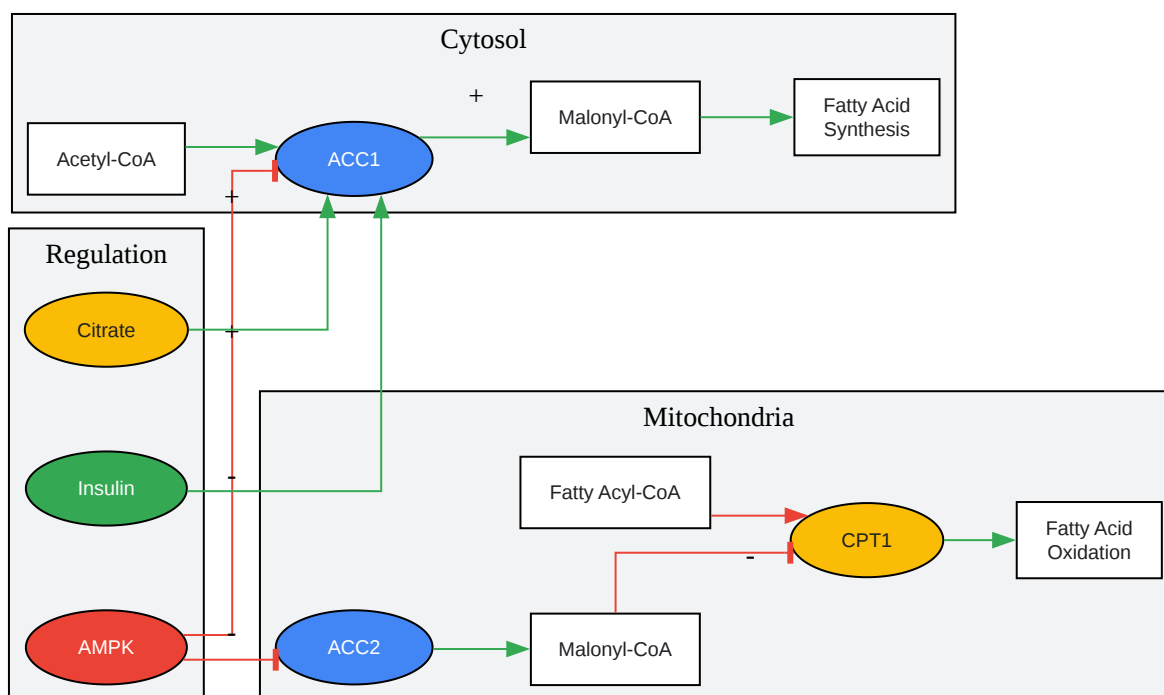 Cytosol
+
Acetyl-CoA
ACC1
Malonyl-CoA
Fatty Acid
Synthesis
+
Regulation
Citrate
+
Insulin
-
AMPK
-
Mitochondria
Fatty Acyl-CoA
CPT1
Fatty Acid
Oxidation
-
ACC2
Malonyl-CoA